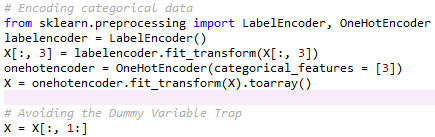 # Encoding categorical data
from sklearn.preprocessing import LabelEncoder, OneHotEncoder
labelencoder = LabelEncoder()
X[:, 3] = labelencoder.fit_transform(X[:, 3])
onehotencoder = OneHotEncoder(categorical_features = [3])
X = onehotencoder.fit_transform(X).toarray()
# Avoiding the Dummy Variable Trap
X = X[:, 1:]